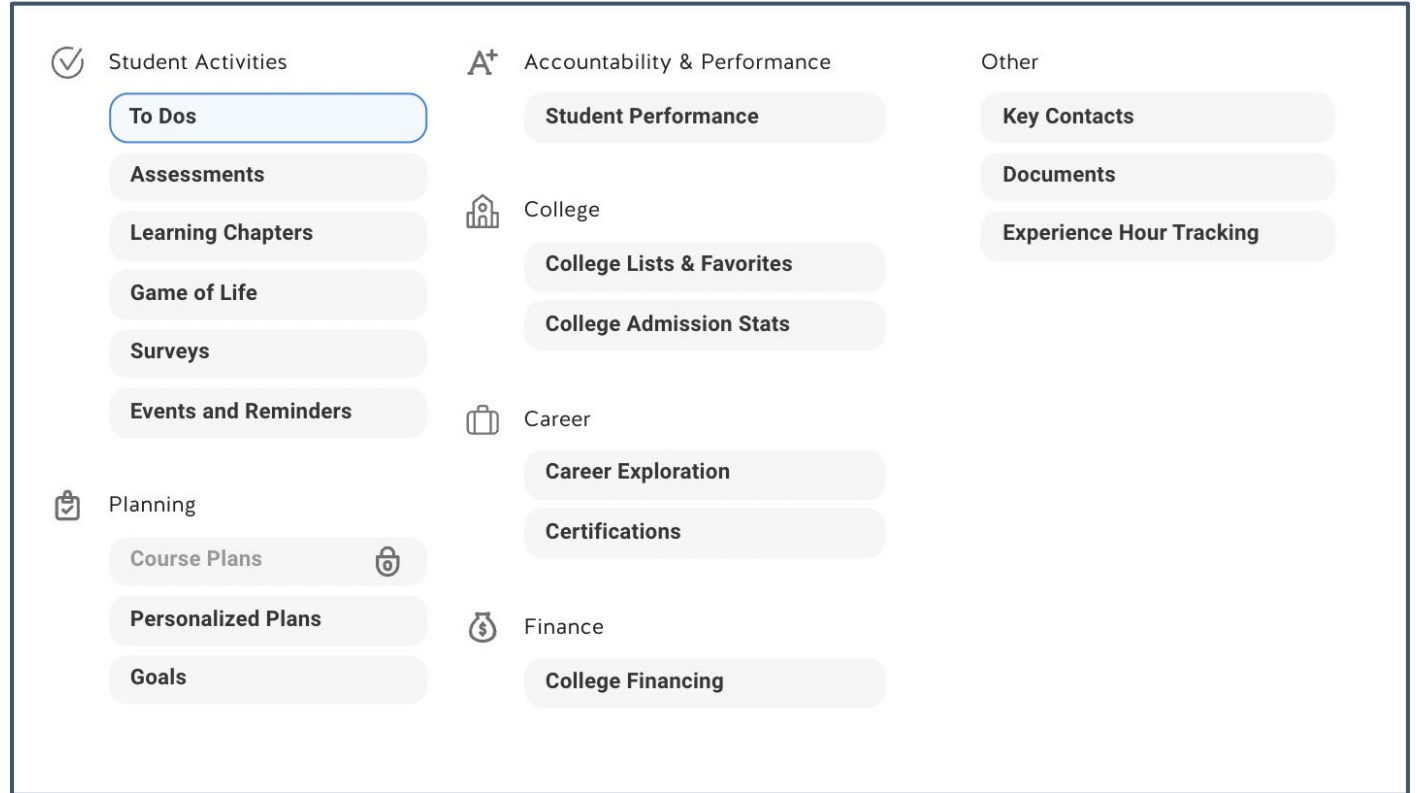 Student Activities
To Dos
Assessments
Learning Chapters
Game of Life
Surveys
Events and Reminders
Planning
Course Plans
Personalized Plans
Goals
A+ Accountability & Performance
Student Performance
College
College Lists & Favorites
College Admission Stats
Career
Career Exploration
Certifications
$ Finance
College Financing
Other
Key Contacts
Documents
Experience Hour Tracking